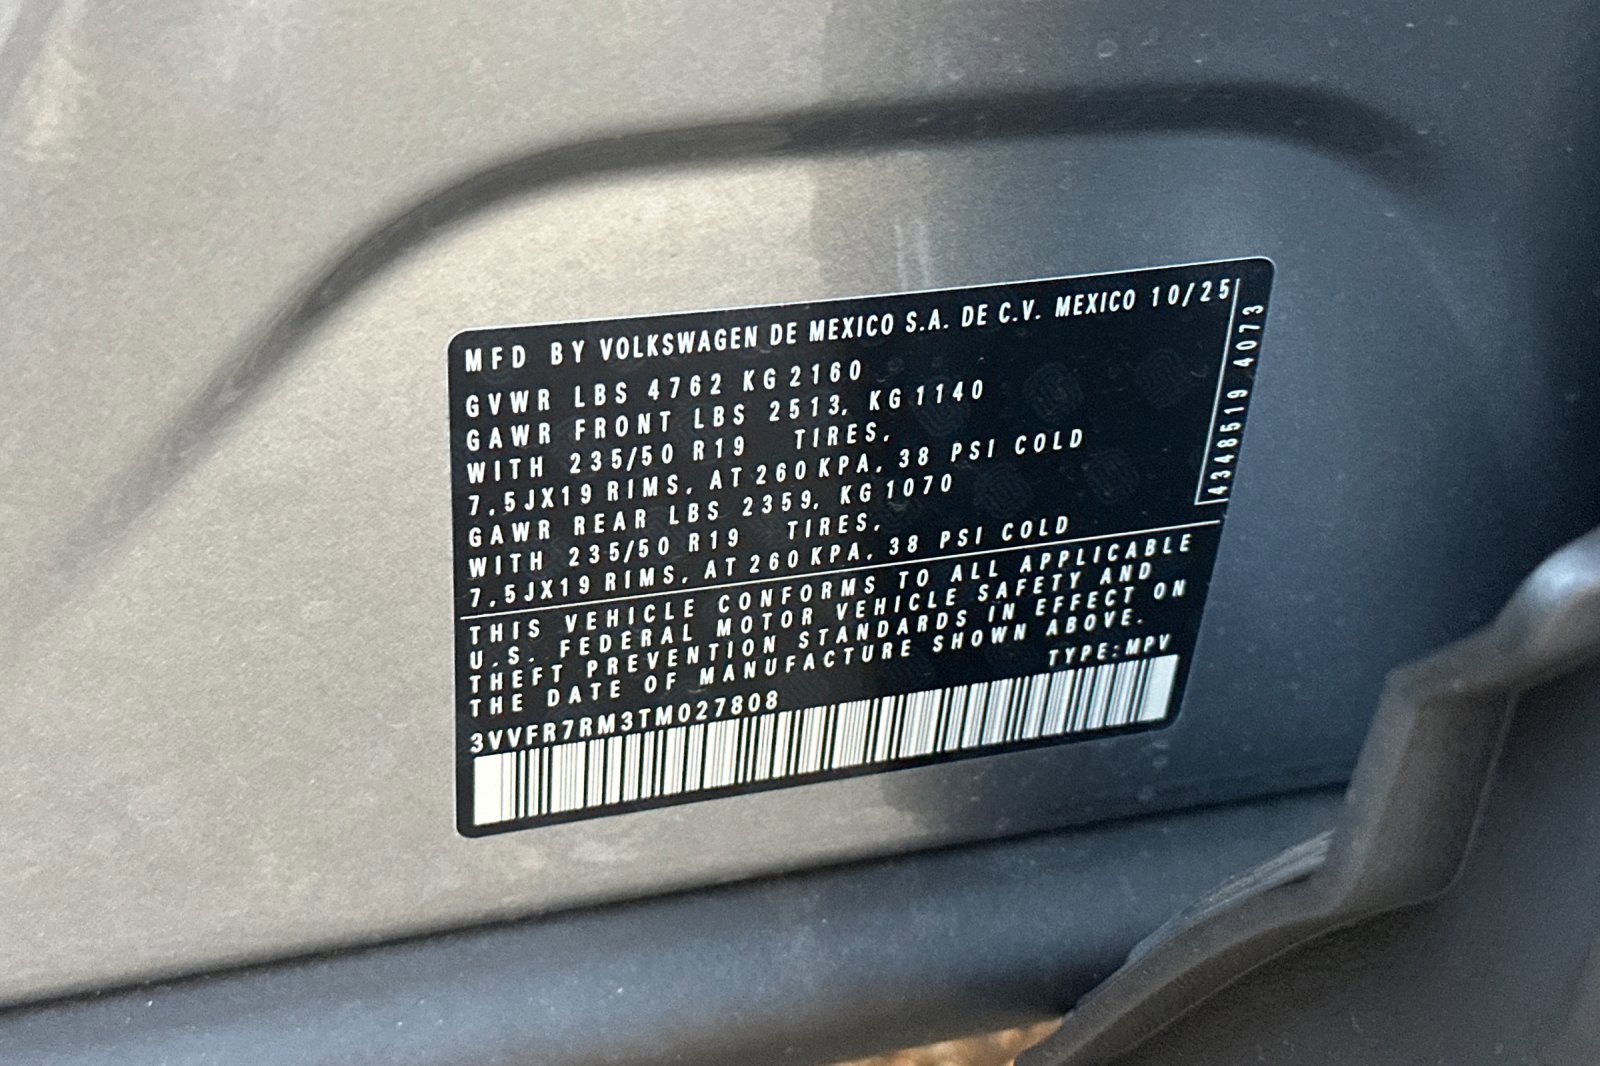 MFD BY VOLKSWAGEN DE MEXICO S.A. DE C.V. MEXICO 10/25
GVWR LBS 4762 KG 2160
GAWR FRONT LBS 2513, KG 1140
WITH 235/50 R19 TIRES,
7,5JX19 RIMS, AT 260 KPA, 38 PSI COLD
GAWR REAR LBS 2359, KG 1070
WITH 235/50 R19 TIRES,
7,5JX19 RIMS, AT 260 KPA, 38 PSI COLD
4348519 4073
THIS VEHICLE CONFORMS TO ALL APPLICABLE
U.S. FEDERAL MOTOR VEHICLE SAFETY AND
THEFT PREVENTION STANDARDS IN EFFECT ON
THE DATE OF MANUFACTURE SHOWN ABOVE.
TYPE:MPV
3VVFR7RM3TM027808